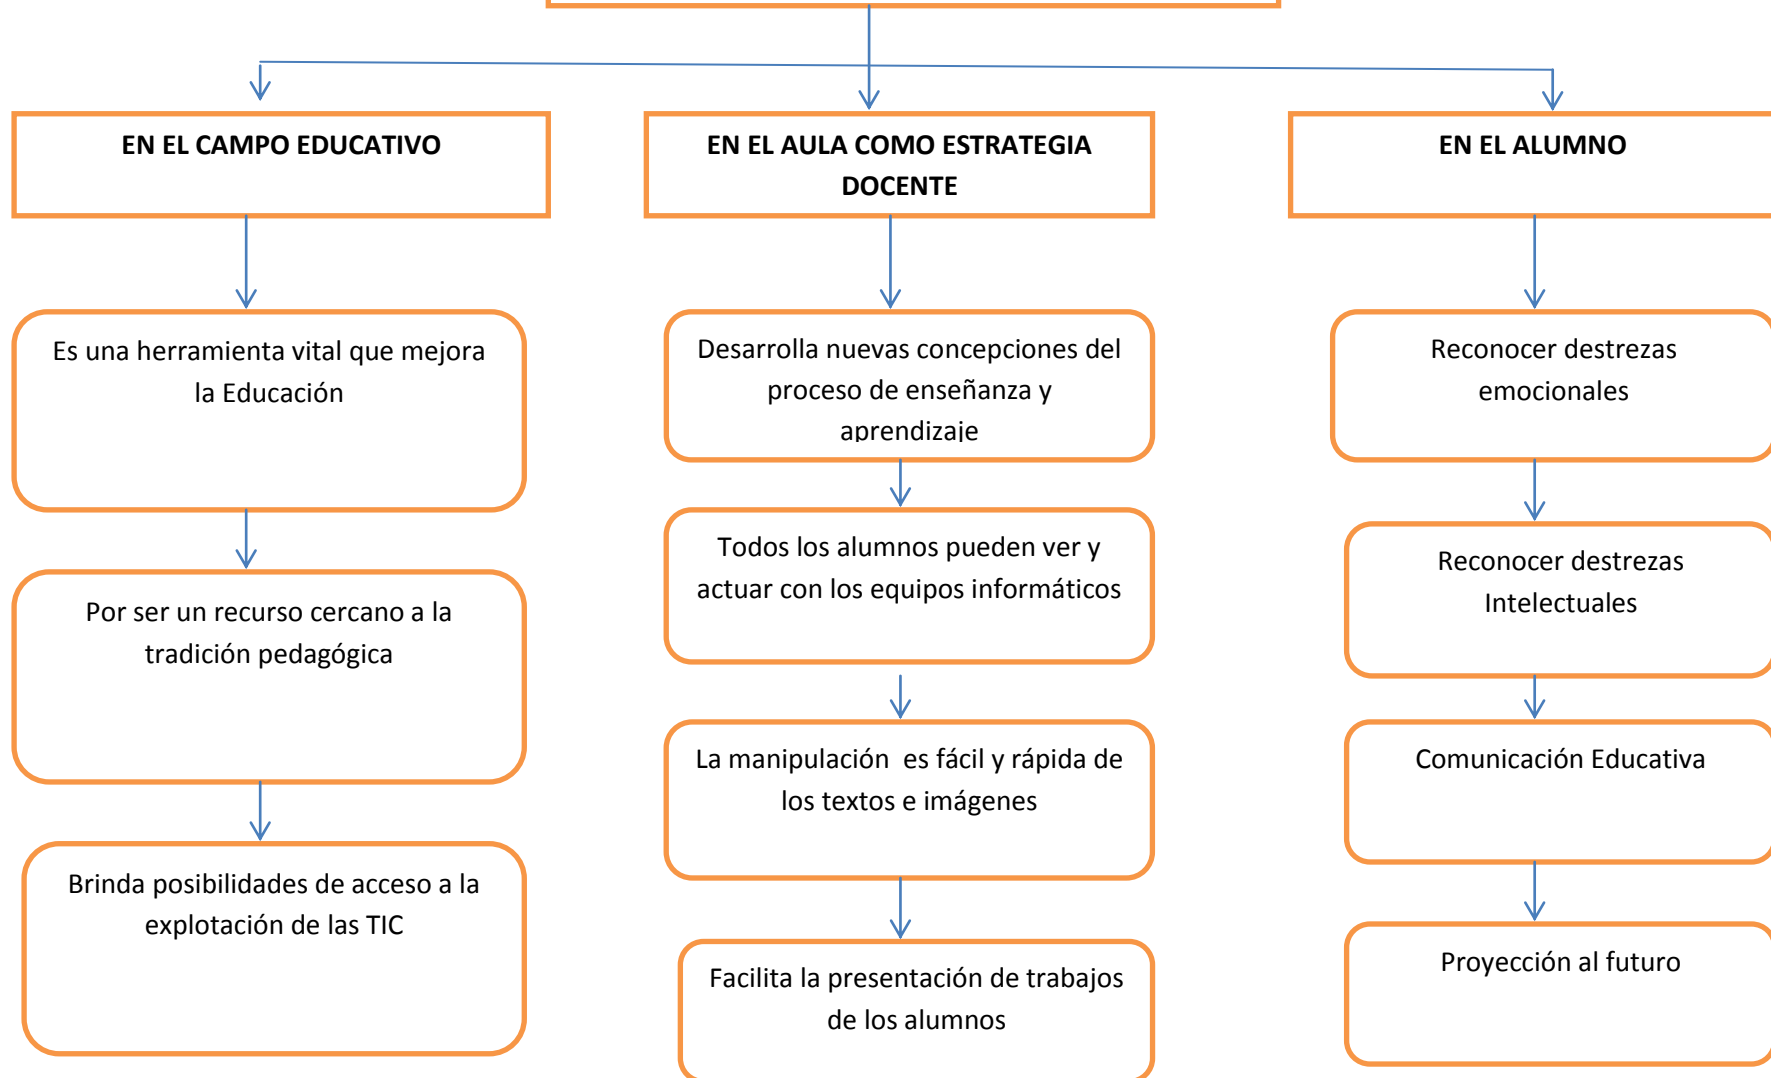 EN EL CAMPO EDUCATIVO
Es una herramienta vital que mejora
la Educación
Por ser un recurso cercano a la
tradición pedagógica
Brinda posibilidades de acceso a la
explotación de las TIC
EN EL AULA COMO ESTRATEGIA
DOCENTE
Desarrolla nuevas concepciones del
proceso de enseñanza y
aprendizaje
Todos los alumnos pueden ver y
actuar con los equipos informáticos
La manipulación  es fácil y rápida de
los textos e imágenes
Facilita la presentación de trabajos
de los alumnos
EN EL ALUMNO
Reconocer destrezas
emocionales
Reconocer destrezas
Intelectuales
Comunicación Educativa
Proyección al futuro